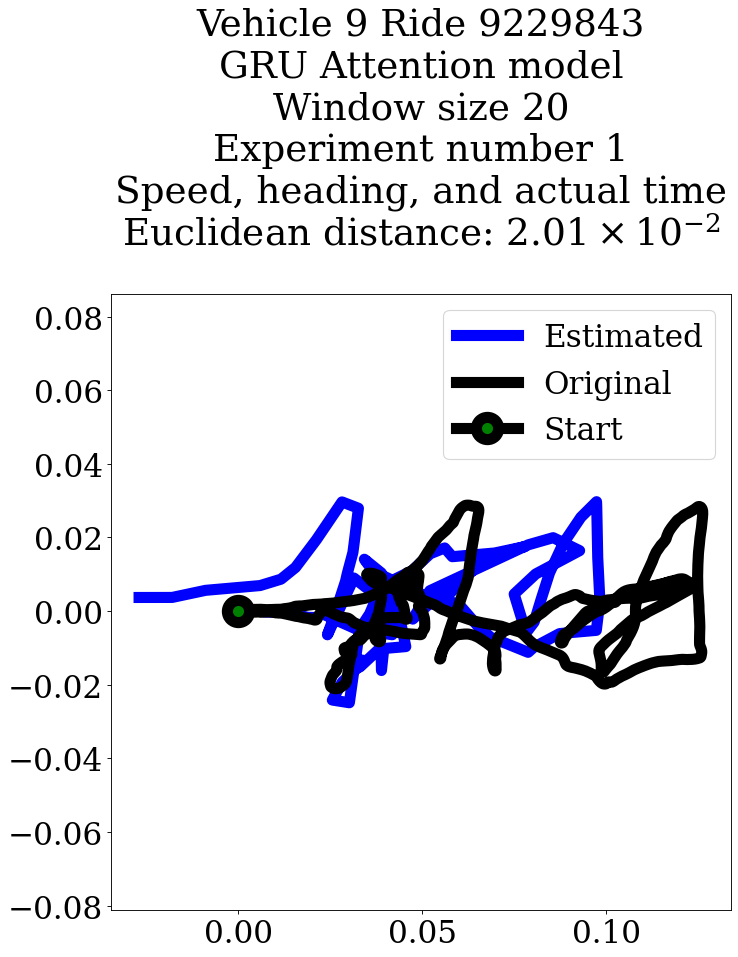 Vehicle 9 Ride 9229843
GRU Attention model
Window size 20
Experiment number 1
Speed, heading, and actual time
Euclidean distance: 2.01 × 10⁻²
Estimated
Original
Start
0.08
0.06
0.04
0.02
0.00
−0.02
−0.04
−0.06
−0.08
0.00 0.05 0.10